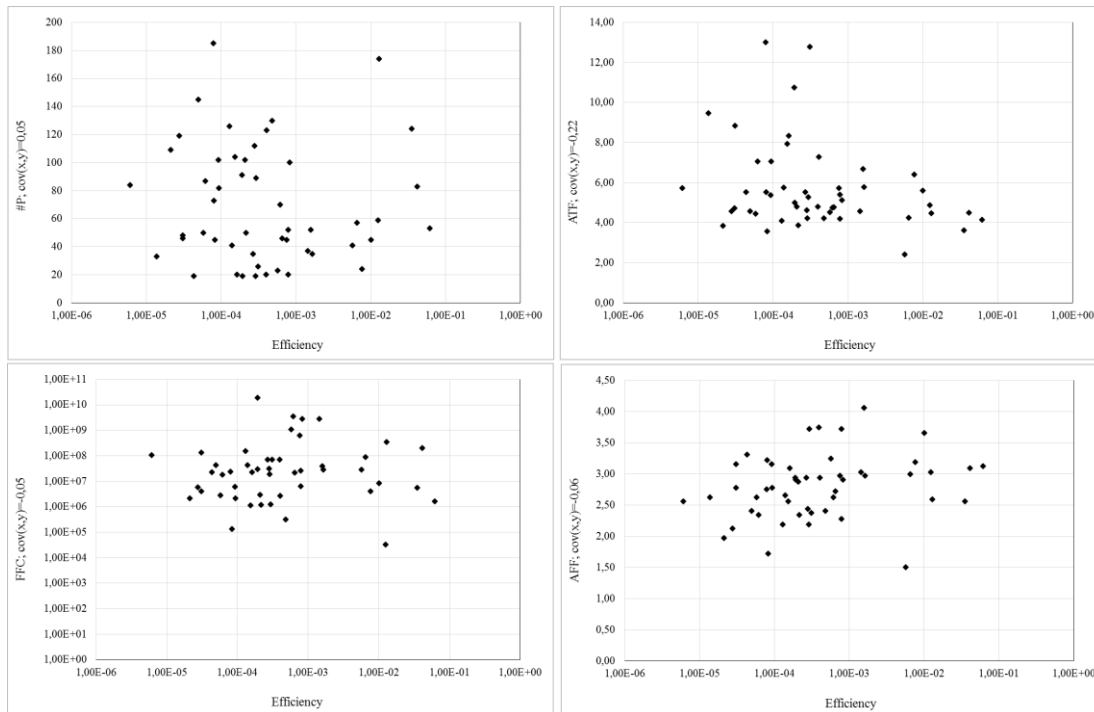 200
180
160
140
120
100
80
60
40
20
0
#P; cov(x,y)=0,05
1,00E-06 1,00E-05 1,00E-04 1,00E-03 1,00E-02 1,00E-01 1,00E+00
Efficiency
14,00
12,00
10,00
8,00
6,00
4,00
2,00
0,00
ATF; cov(x,y)=-0,22
1,00E-06 1,00E-05 1,00E-04 1,00E-03 1,00E-02 1,00E-01 1,00E+00
Efficiency
1,00E+11
1,00E+10
1,00E+09
1,00E+08
1,00E+07
1,00E+06
1,00E+05
1,00E+04
1,00E+03
1,00E+02
1,00E+01
1,00E+00
FFC; cov(x,y)=-0,05
1,00E-06 1,00E-05 1,00E-04 1,00E-03 1,00E-02 1,00E-01 1,00E+00
Efficiency
4,50
4,00
3,50
3,00
2,50
2,00
1,50
1,00
0,50
0,00
AFF; cov(x,y)=-0,06
1,00E-06 1,00E-05 1,00E-04 1,00E-03 1,00E-02 1,00E-01 1,00E+00
Efficiency